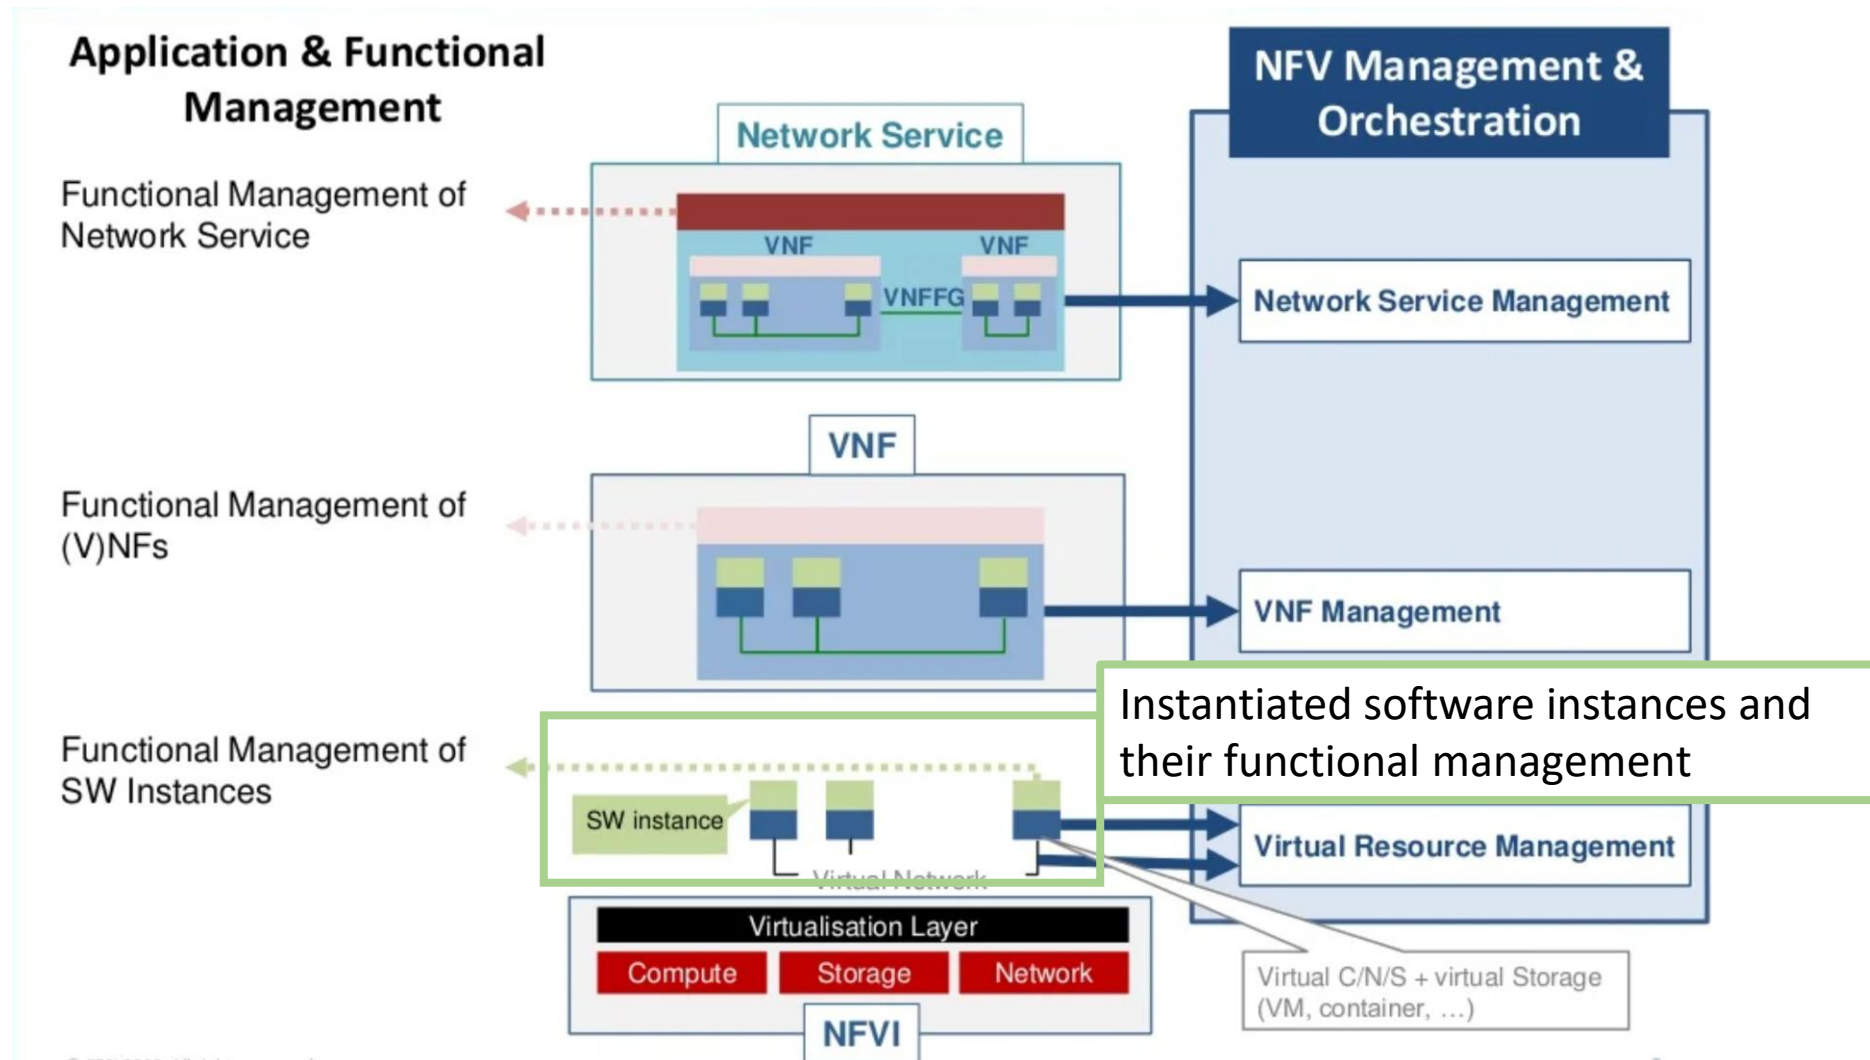 Application & Functional
Management
NFV Management &
Orchestration
Network Service
Functional Management of
Network Service
VNF
VNF
VNFFG
Network Service Management
VNF
Functional Management of
(V)NFs
VNF Management
Instantiated software instances and
their functional management
Functional Management of
SW Instances
SW instance
Virtual Resource Management
Virtual Network
Virtualisation Layer
Compute
Storage
Network
Virtual C/N/S + virtual Storage
(VM, container, …)
NFVI